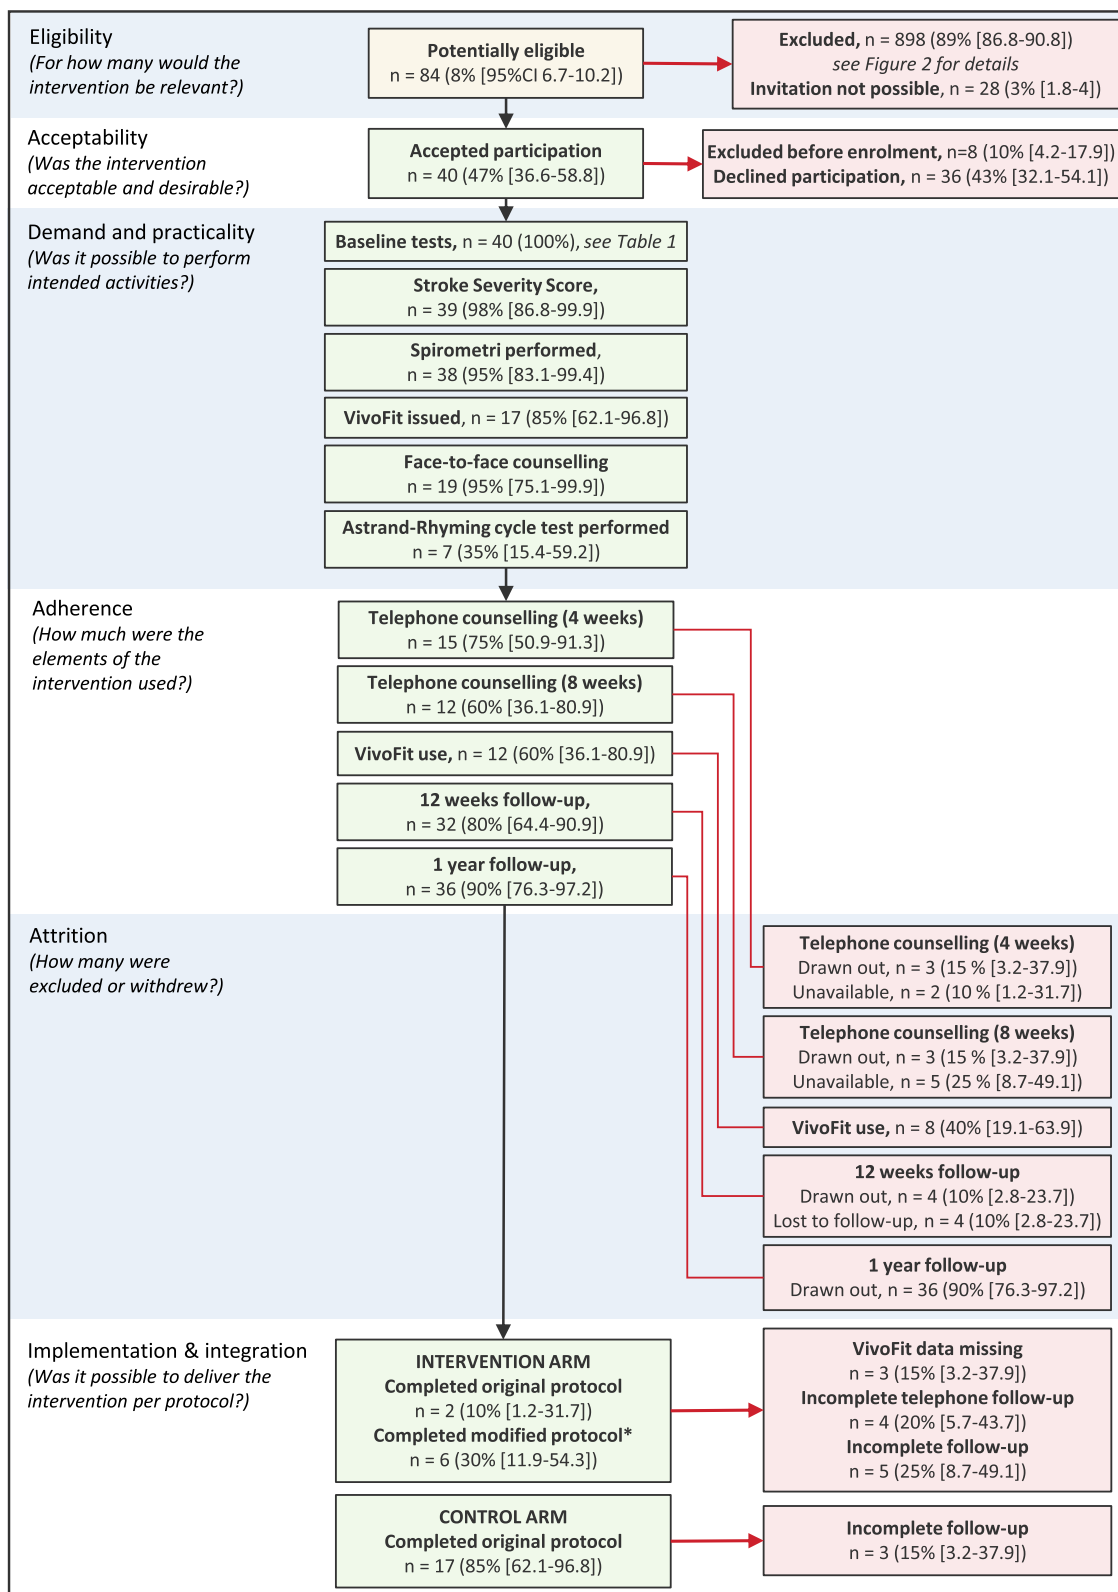 Eligibility
(For how many would the
intervention be relevant?)
Potentially eligible
n = 84 (8% [95%CI 6.7-10.2])
Excluded, n = 898 (89% [86.8-90.8])
see Figure 2 for details
Invitation not possible, n = 28 (3% [1.8-4])
Acceptability
(Was the intervention
acceptable and desirable?)
Accepted participation
n = 40 (47% [36.6-58.8])
Excluded before enrolment, n=8 (10% [4.2-17.9])
Declined participation, n = 36 (43% [32.1-54.1])
Demand and practicality
(Was it possible to perform
intended activities?)
Baseline tests, n = 40 (100%), see Table 1
Stroke Severity Score,
n = 39 (98% [86.8-99.9])
Spirometri performed,
n = 38 (95% [83.1-99.4])
VivoFit issued, n = 17 (85% [62.1-96.8])
Face-to-face counselling
n = 19 (95% [75.1-99.9])
Astrand-Rhyming cycle test performed
n = 7 (35% [15.4-59.2])
Adherence
(How much were the
elements of the
intervention used?)
Telephone counselling (4 weeks)
n = 15 (75% [50.9-91.3])
Telephone counselling (8 weeks)
n = 12 (60% [36.1-80.9])
VivoFit use, n = 12 (60% [36.1-80.9])
12 weeks follow-up,
n = 32 (80% [64.4-90.9])
1 year follow-up,
n = 36 (90% [76.3-97.2])
Attrition
(How many were
excluded or withdrew?)
Telephone counselling (4 weeks)
Drawn out, n = 3 (15 % [3.2-37.9])
Unavailable, n = 2 (10 % [1.2-31.7])
Telephone counselling (8 weeks)
Drawn out, n = 3 (15 % [3.2-37.9])
Unavailable, n = 5 (25 % [8.7-49.1])
VivoFit use, n = 8 (40% [19.1-63.9])
12 weeks follow-up
Drawn out, n = 4 (10% [2.8-23.7])
Lost to follow-up, n = 4 (10% [2.8-23.7])
1 year follow-up
Drawn out, n = 36 (90% [76.3-97.2])
Implementation & integration
(Was it possible to deliver the
intervention per protocol?)
INTERVENTION ARM
Completed original protocol
n = 2 (10% [1.2-31.7])
Completed modified protocol*
n = 6 (30% [11.9-54.3])
VivoFit data missing
n = 3 (15% [3.2-37.9])
Incomplete telephone follow-up
n = 4 (20% [5.7-43.7])
Incomplete follow-up
n = 5 (25% [8.7-49.1])
CONTROL ARM
Completed original protocol
n = 17 (85% [62.1-96.8])
Incomplete follow-up
n = 3 (15% [3.2-37.9])